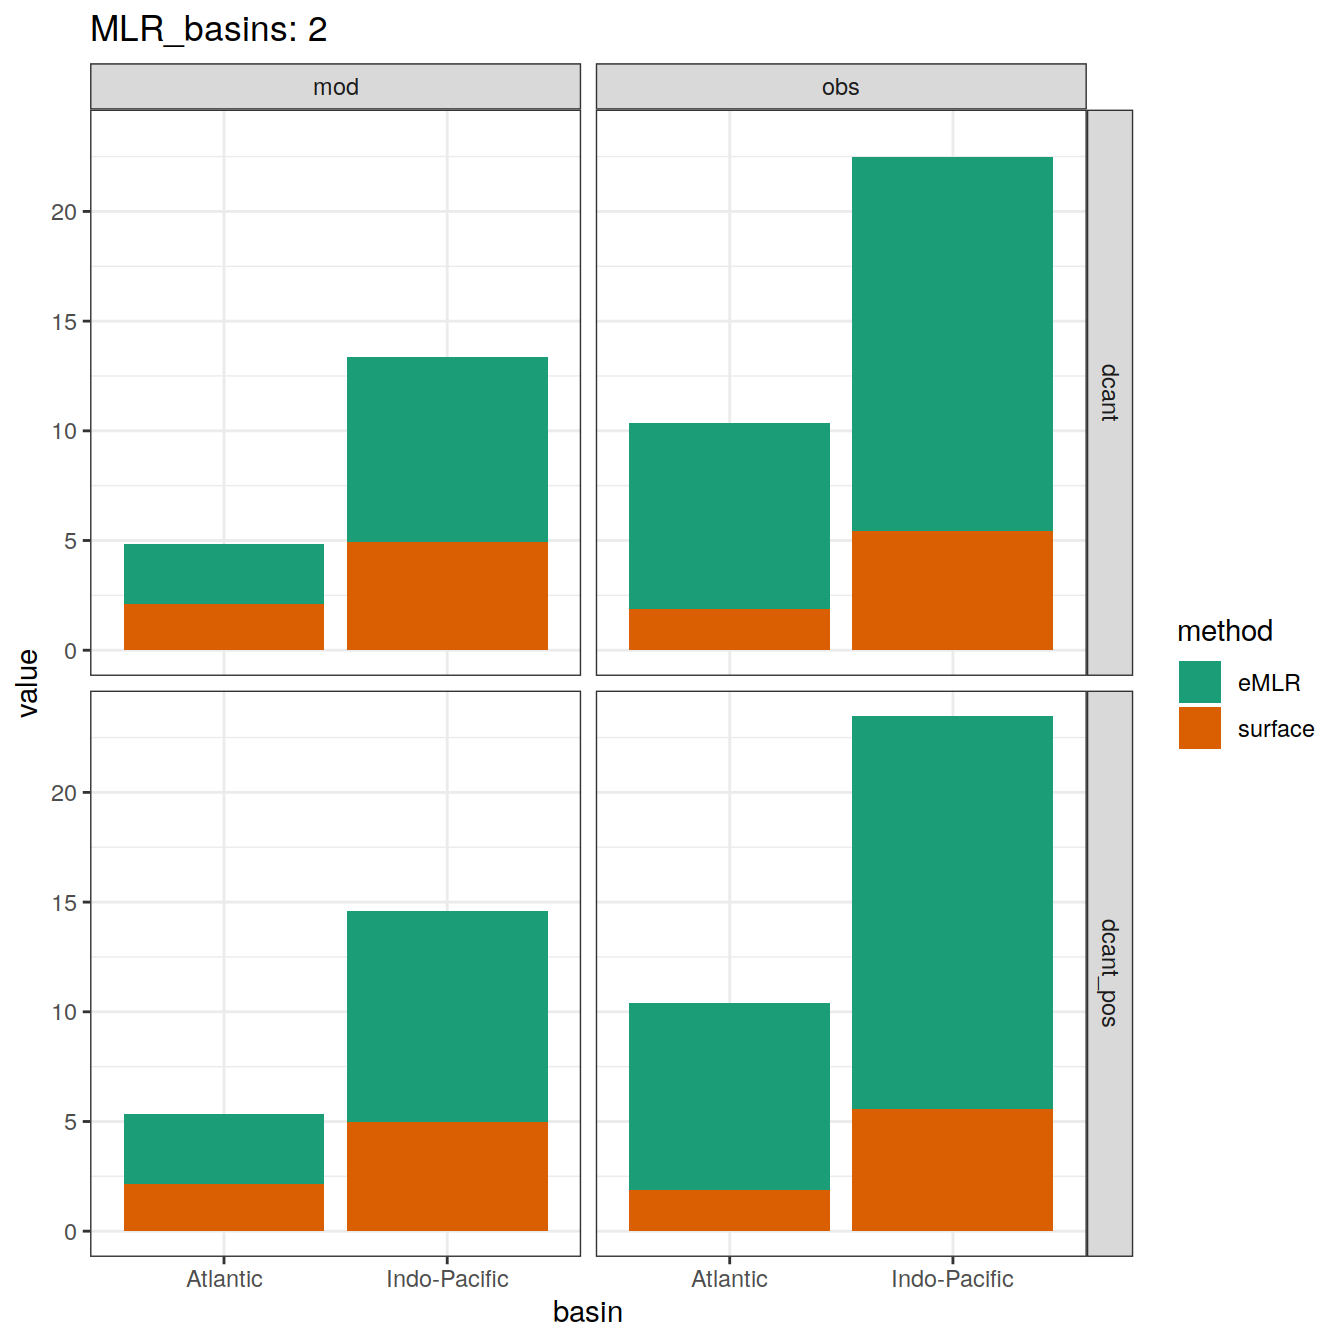 MLR_basins: 2
mod
obs
20
15
10
5
0
dcant
20
15
10
5
0
dcant_pos
value
Atlantic
Indo-Pacific
Atlantic
Indo-Pacific
basin
method
eMLR
surface